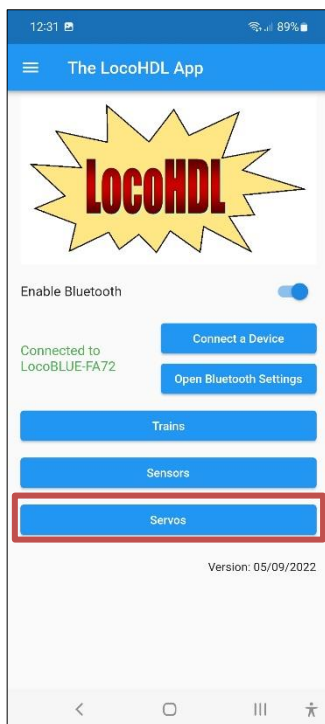 12:31 89%
The LocoHDL App
LOCOHDL
Enable Bluetooth
Connected to
LocoBLUE-FA72
Connect a Device
Open Bluetooth Settings
Trains
Sensors
Servos
Version: 05/09/2022